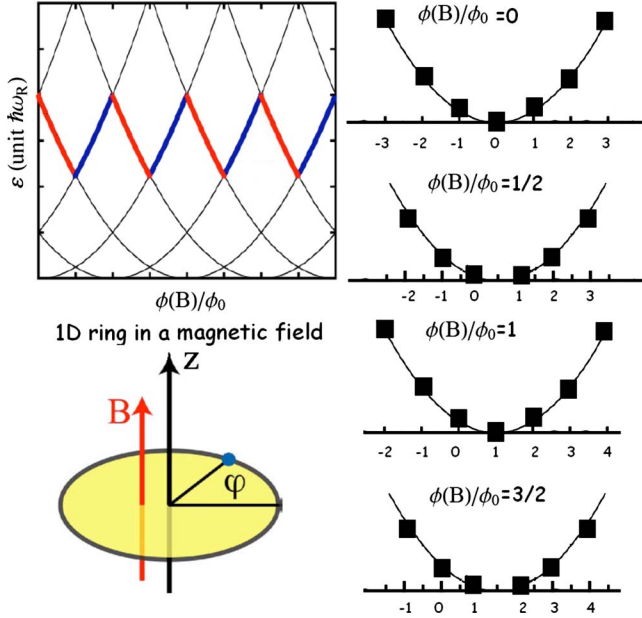 ε (unit ℏω_R)
ϕ(B)/ϕ₀
1D ring in a magnetic field
z
B
φ
ϕ(B)/ϕ₀ =0
-3 -2 -1 0 1 2 3
ϕ(B)/ϕ₀=1/2
-2 -1 0 1 2 3
ϕ(B)/ϕ₀=1
-2 -1 0 1 2 3 4
ϕ(B)/ϕ₀=3/2
-1 0 1 2 3 4